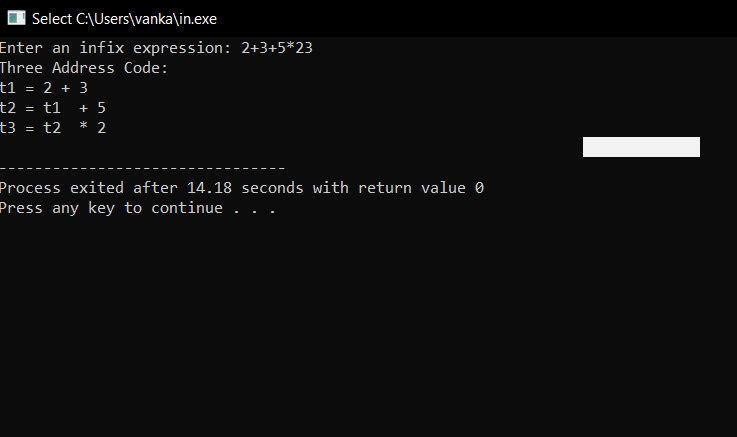 Select C:\Users\vanka\in.exe
Enter an infix expression: 2+3+5*23
Three Address Code:
t1 = 2 + 3
t2 = t1  + 5
t3 = t2  * 2
--------------------------------
Process exited after 14.18 seconds with return value 0
Press any key to continue . . .